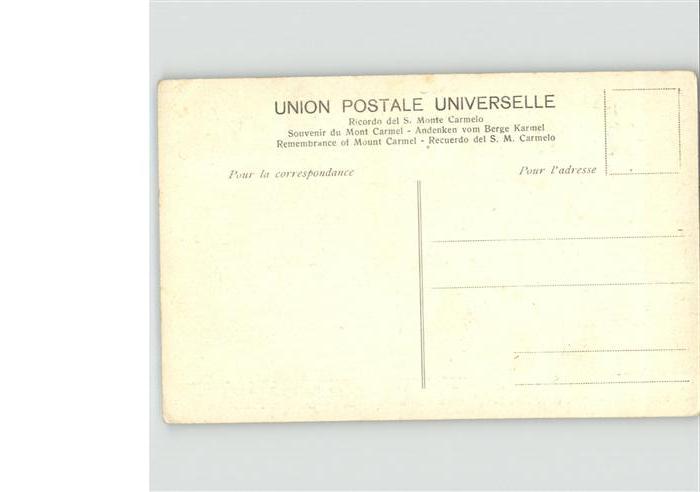 UNION POSTALE UNIVERSELLE
Ricordo del S. Monte Carmelo
Souvenir du Mont Carmel - Andenken vom Berge Karmel
Remembrance of Mount Carmel - Recuerdo del S. M. Carmelo
Pour la correspondance
Pour l'adresse